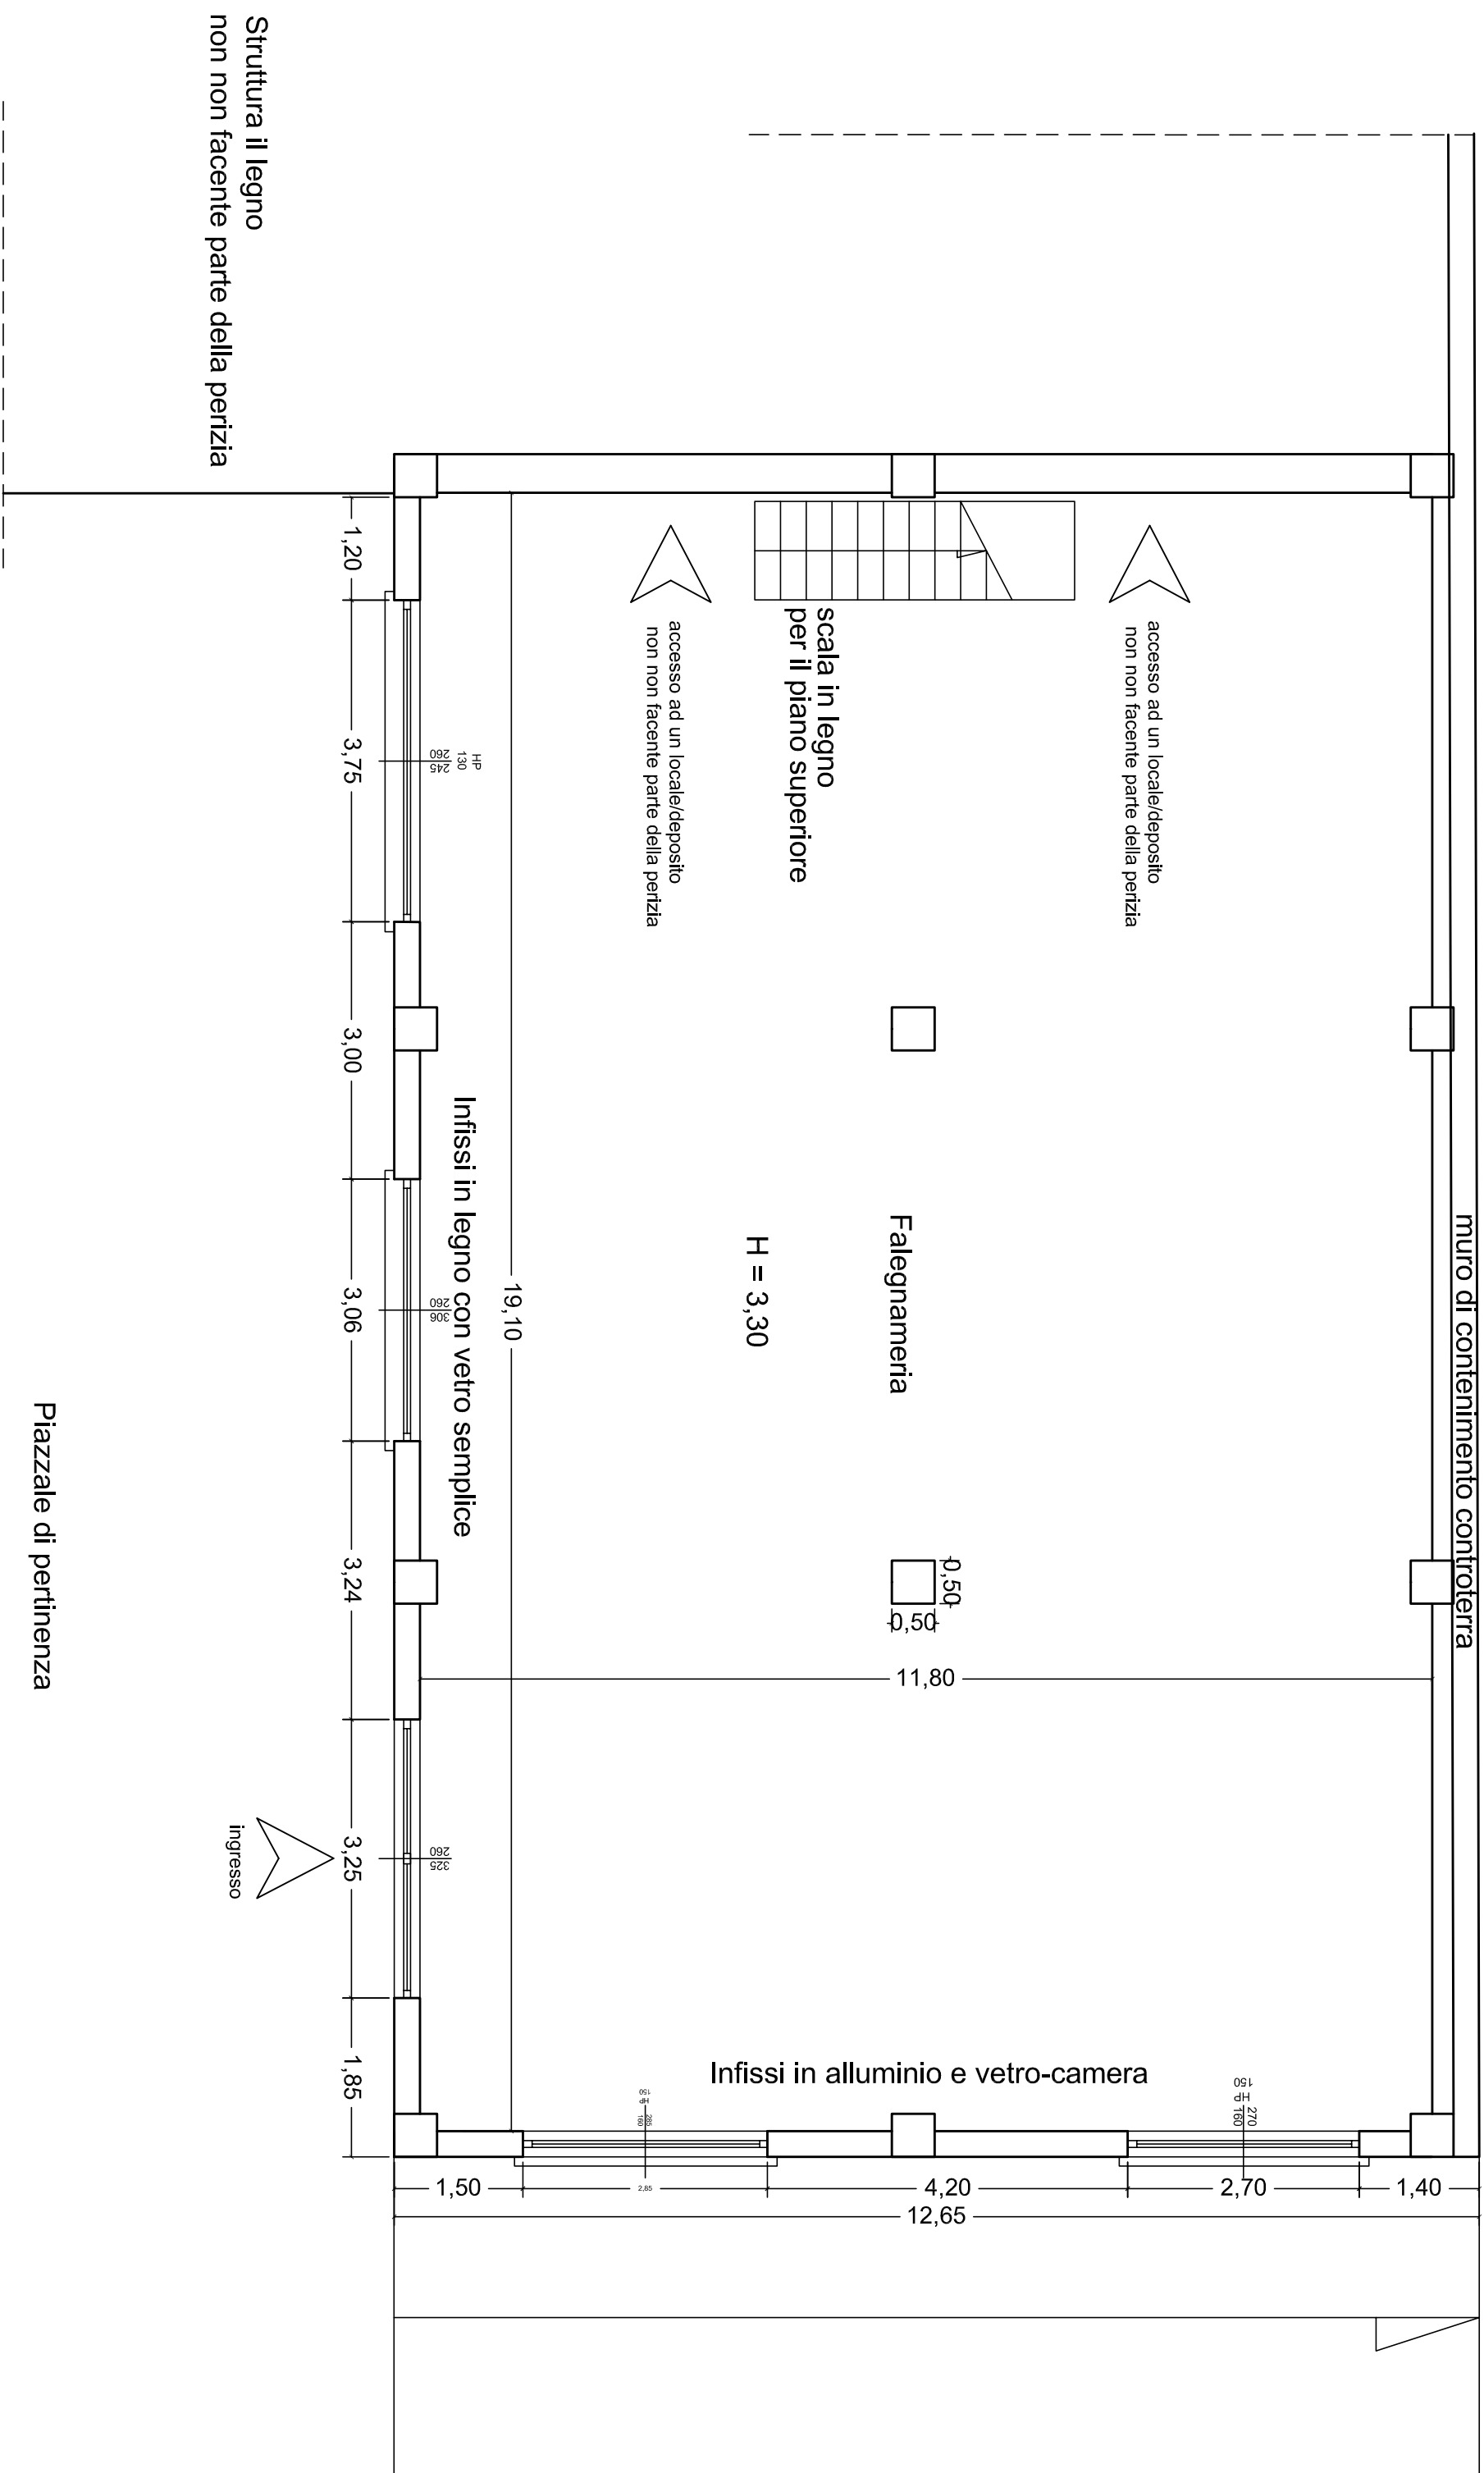 Struttura il legno
non non facente parte della perizia
accesso ad un locale/deposito
non non facente parte della perizia
scala in legno
per il piano superiore
accesso ad un locale/deposito
non non facente parte della perizia
1,20
3,75
3,00
3,06
3,24
3,25
1,85
HP
130
260
245
260
306
260
325
19,10
Infissi in legno con vetro semplice
Falegnameria
H = 3,30
muro di contenimento controterra
0,50
0,50
11,80
Piazzale di pertinenza
ingresso
Infissi in alluminio e vetro-camera
150
HP
285
160
150
HP
270
160
1,50
2,85
4,20
2,70
1,40
12,65